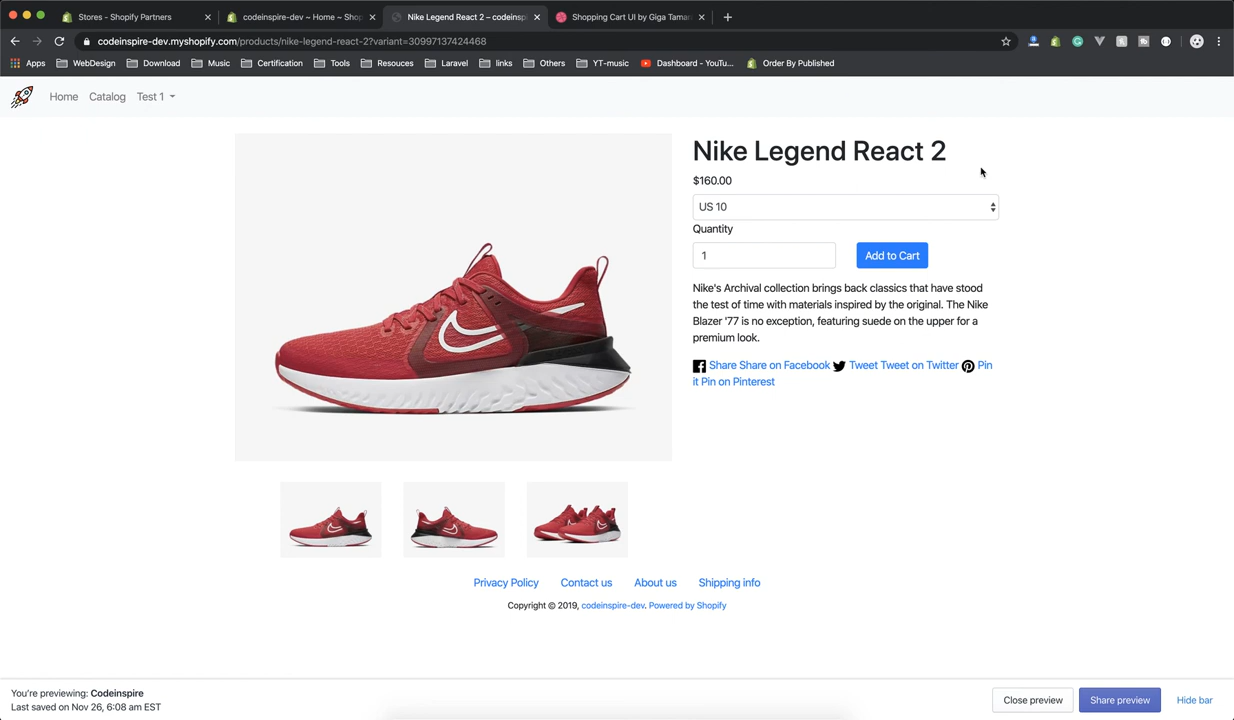 Stores - Shopify Partners
codeinspire-dev ~ Home ~ Shop
Nike Legend React 2 – codeinspi
Shopping Cart UI by Giga Taman
codeinspire-dev.myshopify.com/products/nike-legend-react-2?variant=30997137424468
Apps WebDesign Download Music Certification Tools Resouces Laravel links Others YT-music Dashboard - YouTu... Order By Published
Home Catalog Test 1
Nike Legend React 2
$160.00
US 10
Quantity
1 Add to Cart
Nike's Archival collection brings back classics that have stood
the test of time with materials inspired by the original. The Nike
Blazer '77 is no exception, featuring suede on the upper for a
premium look.
Share Share on Facebook Tweet Tweet on Twitter Pin
it Pin on Pinterest
Privacy Policy Contact us About us Shipping info
Copyright © 2019, codeinspire-dev. Powered by Shopify
You're previewing: Codeinspire
Last saved on Nov 26, 6:08 am EST
Close preview Share preview Hide bar